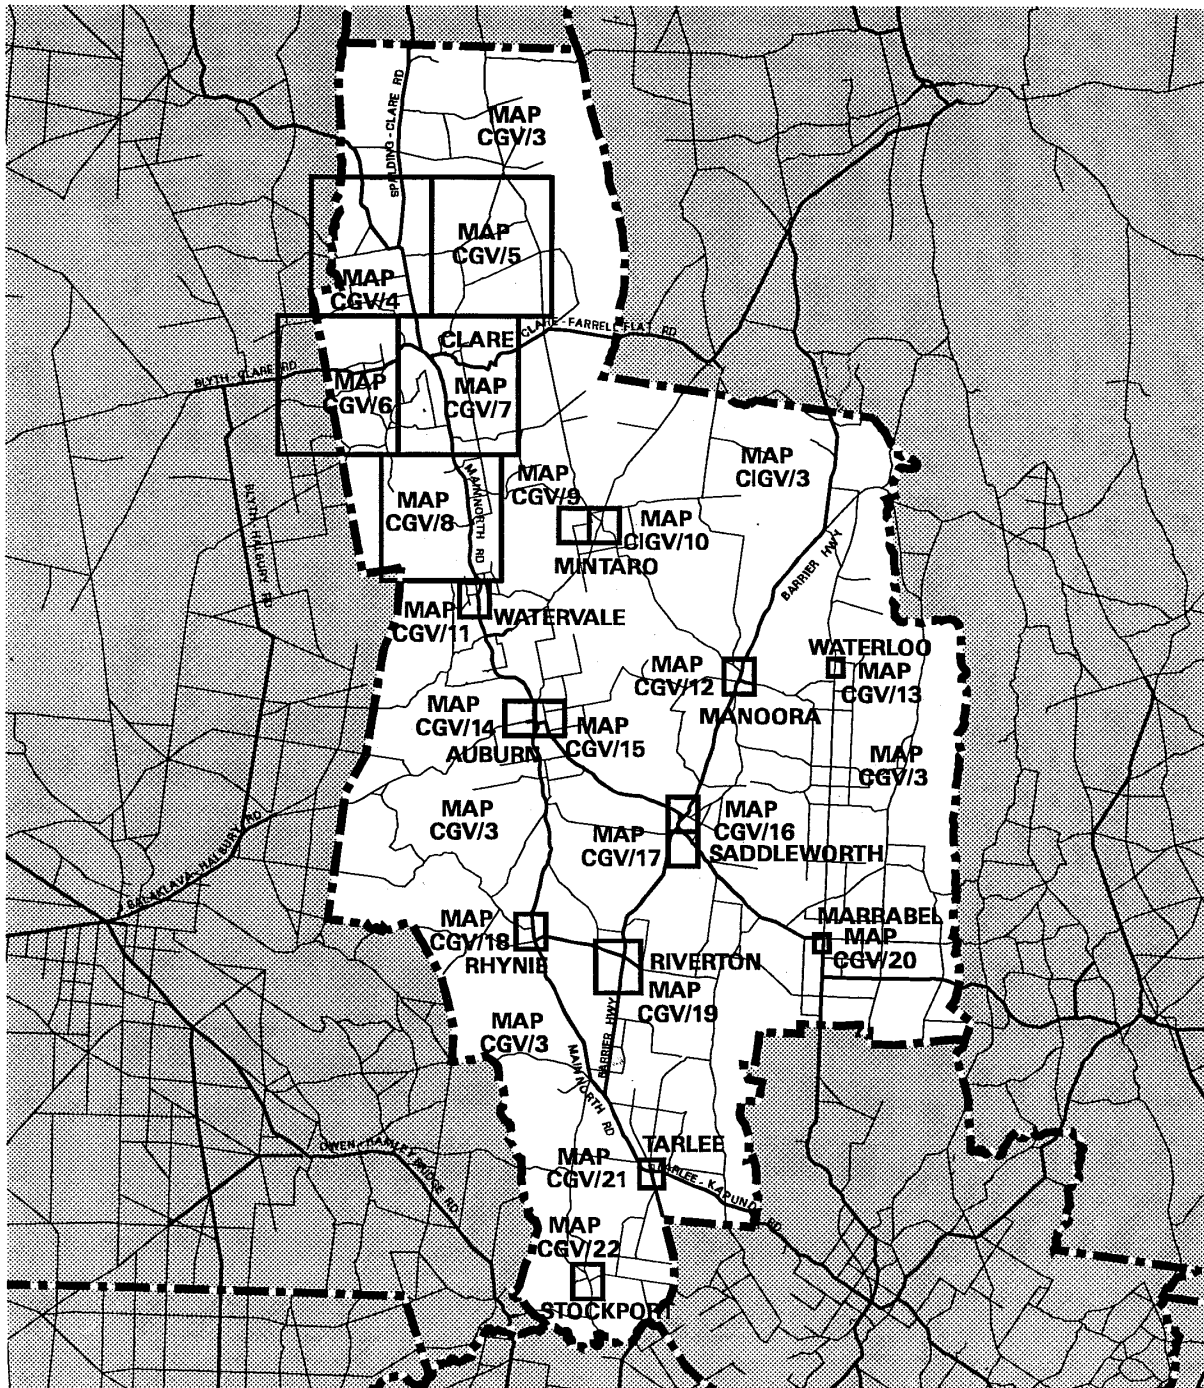 SPALDING - CLARE RD
MAP
CGV/3
MAP
CGV/5
MAP
CGV/4
CLARE
CLARE-FARRELL FLAT RD
BLYTH - CLARE RD
MAP
CGV/6
MAP
CGV/7
MAP
CIGV/3
MAP
CGV/9
MAIN NORTH RD
MAP
CGV/8
BLYTH HALBURY RD
MAP
CIGV/10
MINTARO
BARRIER HWY
MAP
CGV/11
WATERVALE
WATERLOO
MAP
CGV/12
MAP
CGV/13
MANOORA
MAP
CGV/14
MAP
CGV/15
AUBURN
MAP
CGV/3
MAP
CGV/3
MAP
CGV/16
MAP
CGV/17
SADDLEWORTH
BALAKLAVA-HALBURY RD
MARRABEL
MAP
CGV/18
MAP
CGV/20
RHYNIE
RIVERTON
MAP
CGV/19
MAP
CGV/3
BARRIER HWY
MAIN NORTH RD
TARLEE
OWEN-HAMLEY BRIDGE RD
MAP
CGV/21
TARLEE - KAPUNDA RD
MAP
CGV/22
STOCKPORT